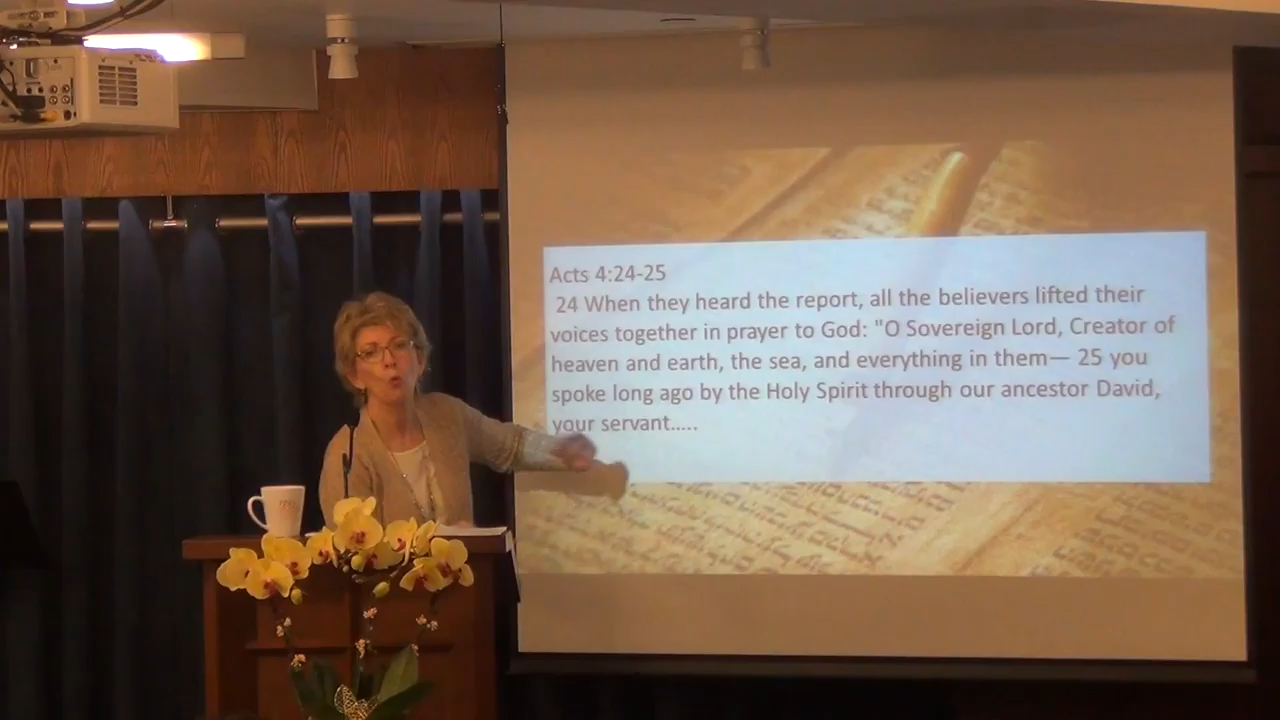 Acts 4:24-25
24 When they heard the report, all the believers lifted their
voices together in prayer to God: "O Sovereign Lord, Creator of
heaven and earth, the sea, and everything in them— 25 you
spoke long ago by the Holy Spirit through our ancestor David,
your servant.....